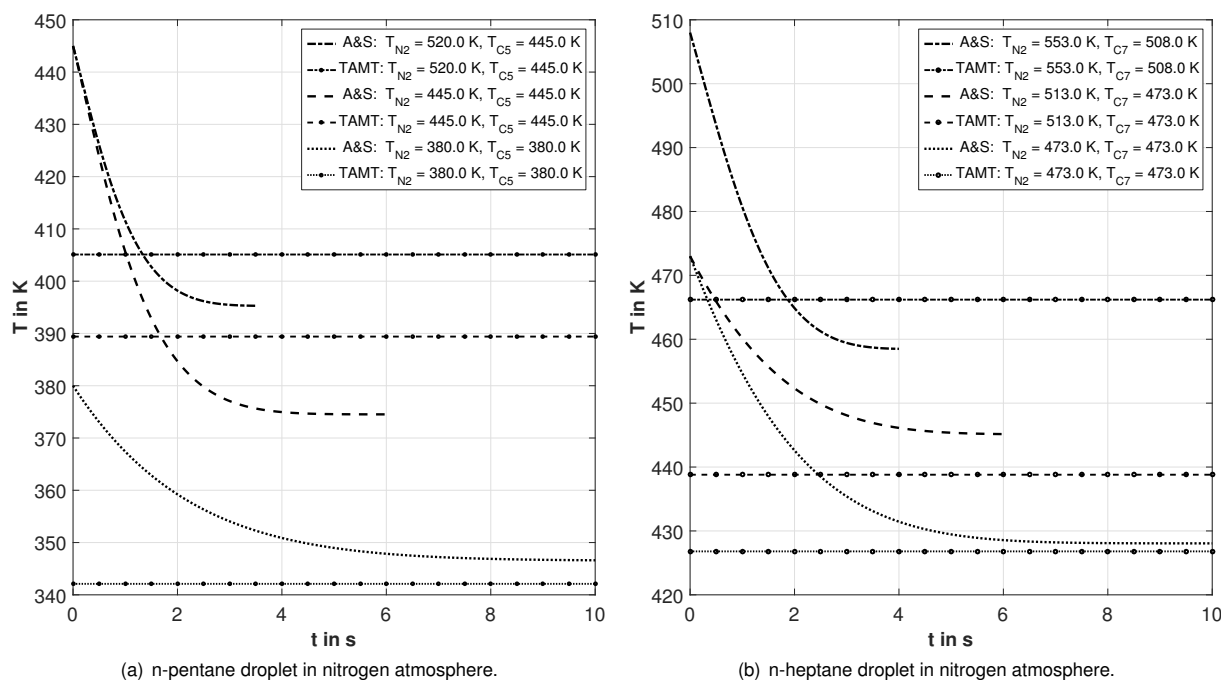 450
440
430
420
410
400
390
380
370
360
350
340
T in K
0 2 4 6 8 10
t in s
A&S: T_N2 = 520.0 K, T_C5 = 445.0 K
TAMT: T_N2 = 520.0 K, T_C5 = 445.0 K
A&S: T_N2 = 445.0 K, T_C5 = 445.0 K
TAMT: T_N2 = 445.0 K, T_C5 = 445.0 K
A&S: T_N2 = 380.0 K, T_C5 = 380.0 K
TAMT: T_N2 = 380.0 K, T_C5 = 380.0 K
(a) n-pentane droplet in nitrogen atmosphere.
510
500
490
480
470
460
450
440
430
420
T in K
0 2 4 6 8 10
t in s
A&S: T_N2 = 553.0 K, T_C7 = 508.0 K
TAMT: T_N2 = 553.0 K, T_C7 = 508.0 K
A&S: T_N2 = 513.0 K, T_C7 = 473.0 K
TAMT: T_N2 = 513.0 K, T_C7 = 473.0 K
A&S: T_N2 = 473.0 K, T_C7 = 473.0 K
TAMT: T_N2 = 473.0 K, T_C7 = 473.0 K
(b) n-heptane droplet in nitrogen atmosphere.